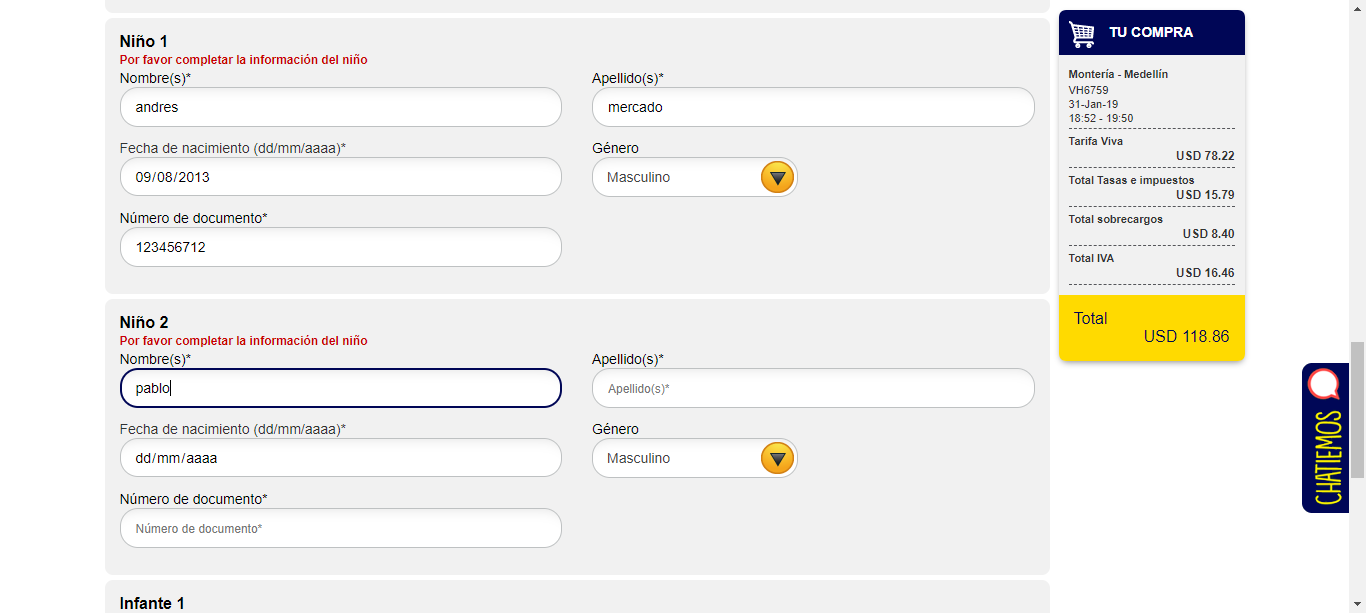 Niño 1
Por favor completar la información del niño
Nombre(s)*
Apellido(s)*
andres
mercado
Fecha de nacimiento (dd/mm/aaaa)*
Género
09/08/2013
Masculino
Número de documento*
123456712
Niño 2
Por favor completar la información del niño
Nombre(s)*
Apellido(s)*
pablo
Apellido(s)*
Fecha de nacimiento (dd/mm/aaaa)*
Género
dd/mm/aaaa
Masculino
Número de documento*
Número de documento*
Infante 1
TU COMPRA
Montería - Medellín
VH6759
31-Jan-19
18:52 - 19:50
Tarifa Viva
USD 78.22
Total Tasas e impuestos
USD 15.79
Total sobrecargos
USD 8.40
Total IVA
USD 16.46
Total
USD 118.86
CHATIEMOS